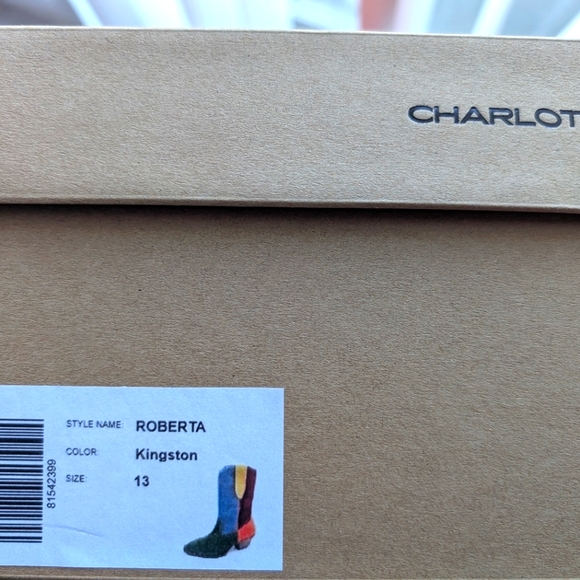 CHARLOT
STYLE NAME: ROBERTA
COLOR: Kingston
SIZE: 13
81542399